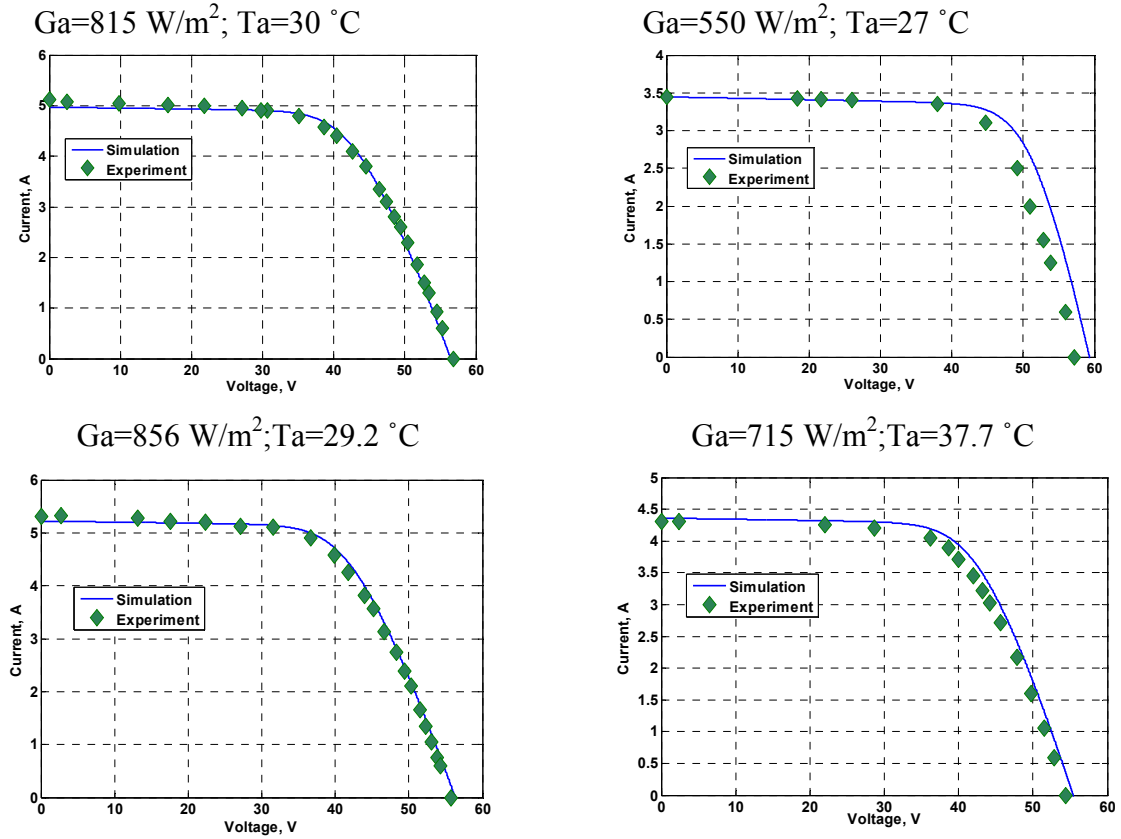 Ga=815 W/m²; Ta=30 ˚C
6
5
4
3
2
1
0
Current, A
Simulation
Experiment
0 10 20 30 40 50 60
Voltage, V
Ga=550 W/m²; Ta=27 ˚C
4
3.5
3
2.5
2
1.5
1
0.5
0
Current, A
Simulation
Experiment
0 10 20 30 40 50 60
Voltage, V
Ga=856 W/m²;Ta=29.2 ˚C
6
5
4
3
2
1
0
Current, A
Simulation
Experiment
0 10 20 30 40 50 60
Voltage, V
Ga=715 W/m²;Ta=37.7 ˚C
5
4.5
4
3.5
3
2.5
2
1.5
1
0.5
0
Current, A
Simulation
Experiment
0 10 20 30 40 50 60
Voltage, V